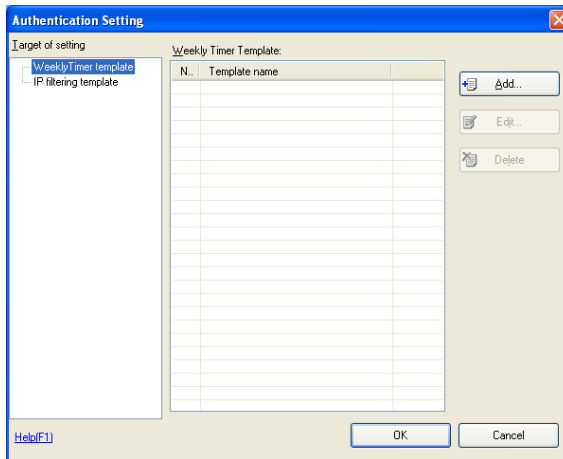 Authentication Setting
Target of setting
WeeklyTimer template
IP filtering template
Weekly Timer Template:
N.. Template name
Add...
Edit...
Delete
Help(F1)
OK
Cancel